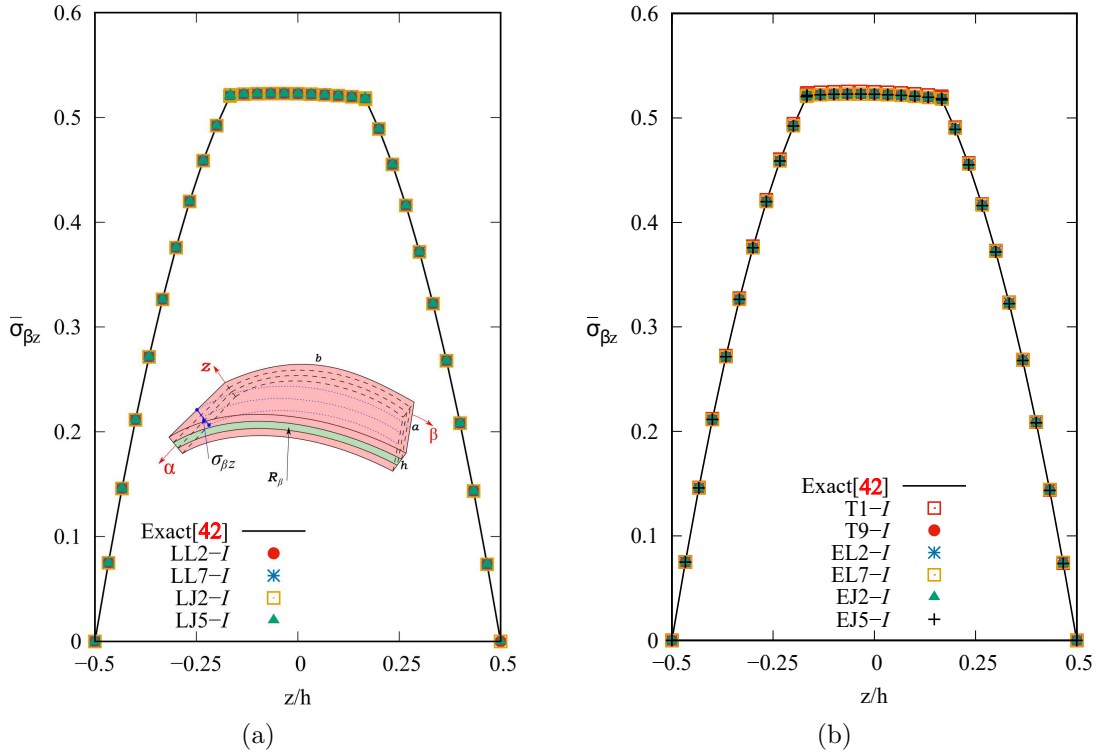 0.6
0.5
0.4
0.3
0.2
0.1
0
σ̄βz
−0.5
−0.25
0
0.25
0.5
z/h
z
b
a
β
α
σβz
Rβ
h
Exact[42]
LL2−I
LL7−I
LJ2−I
LJ5−I
(a)
0.6
0.5
0.4
0.3
0.2
0.1
0
σ̄βz
−0.5
−0.25
0
0.25
0.5
z/h
Exact[42]
T1−I
T9−I
EL2−I
EL7−I
EJ2−I
EJ5−I
(b)